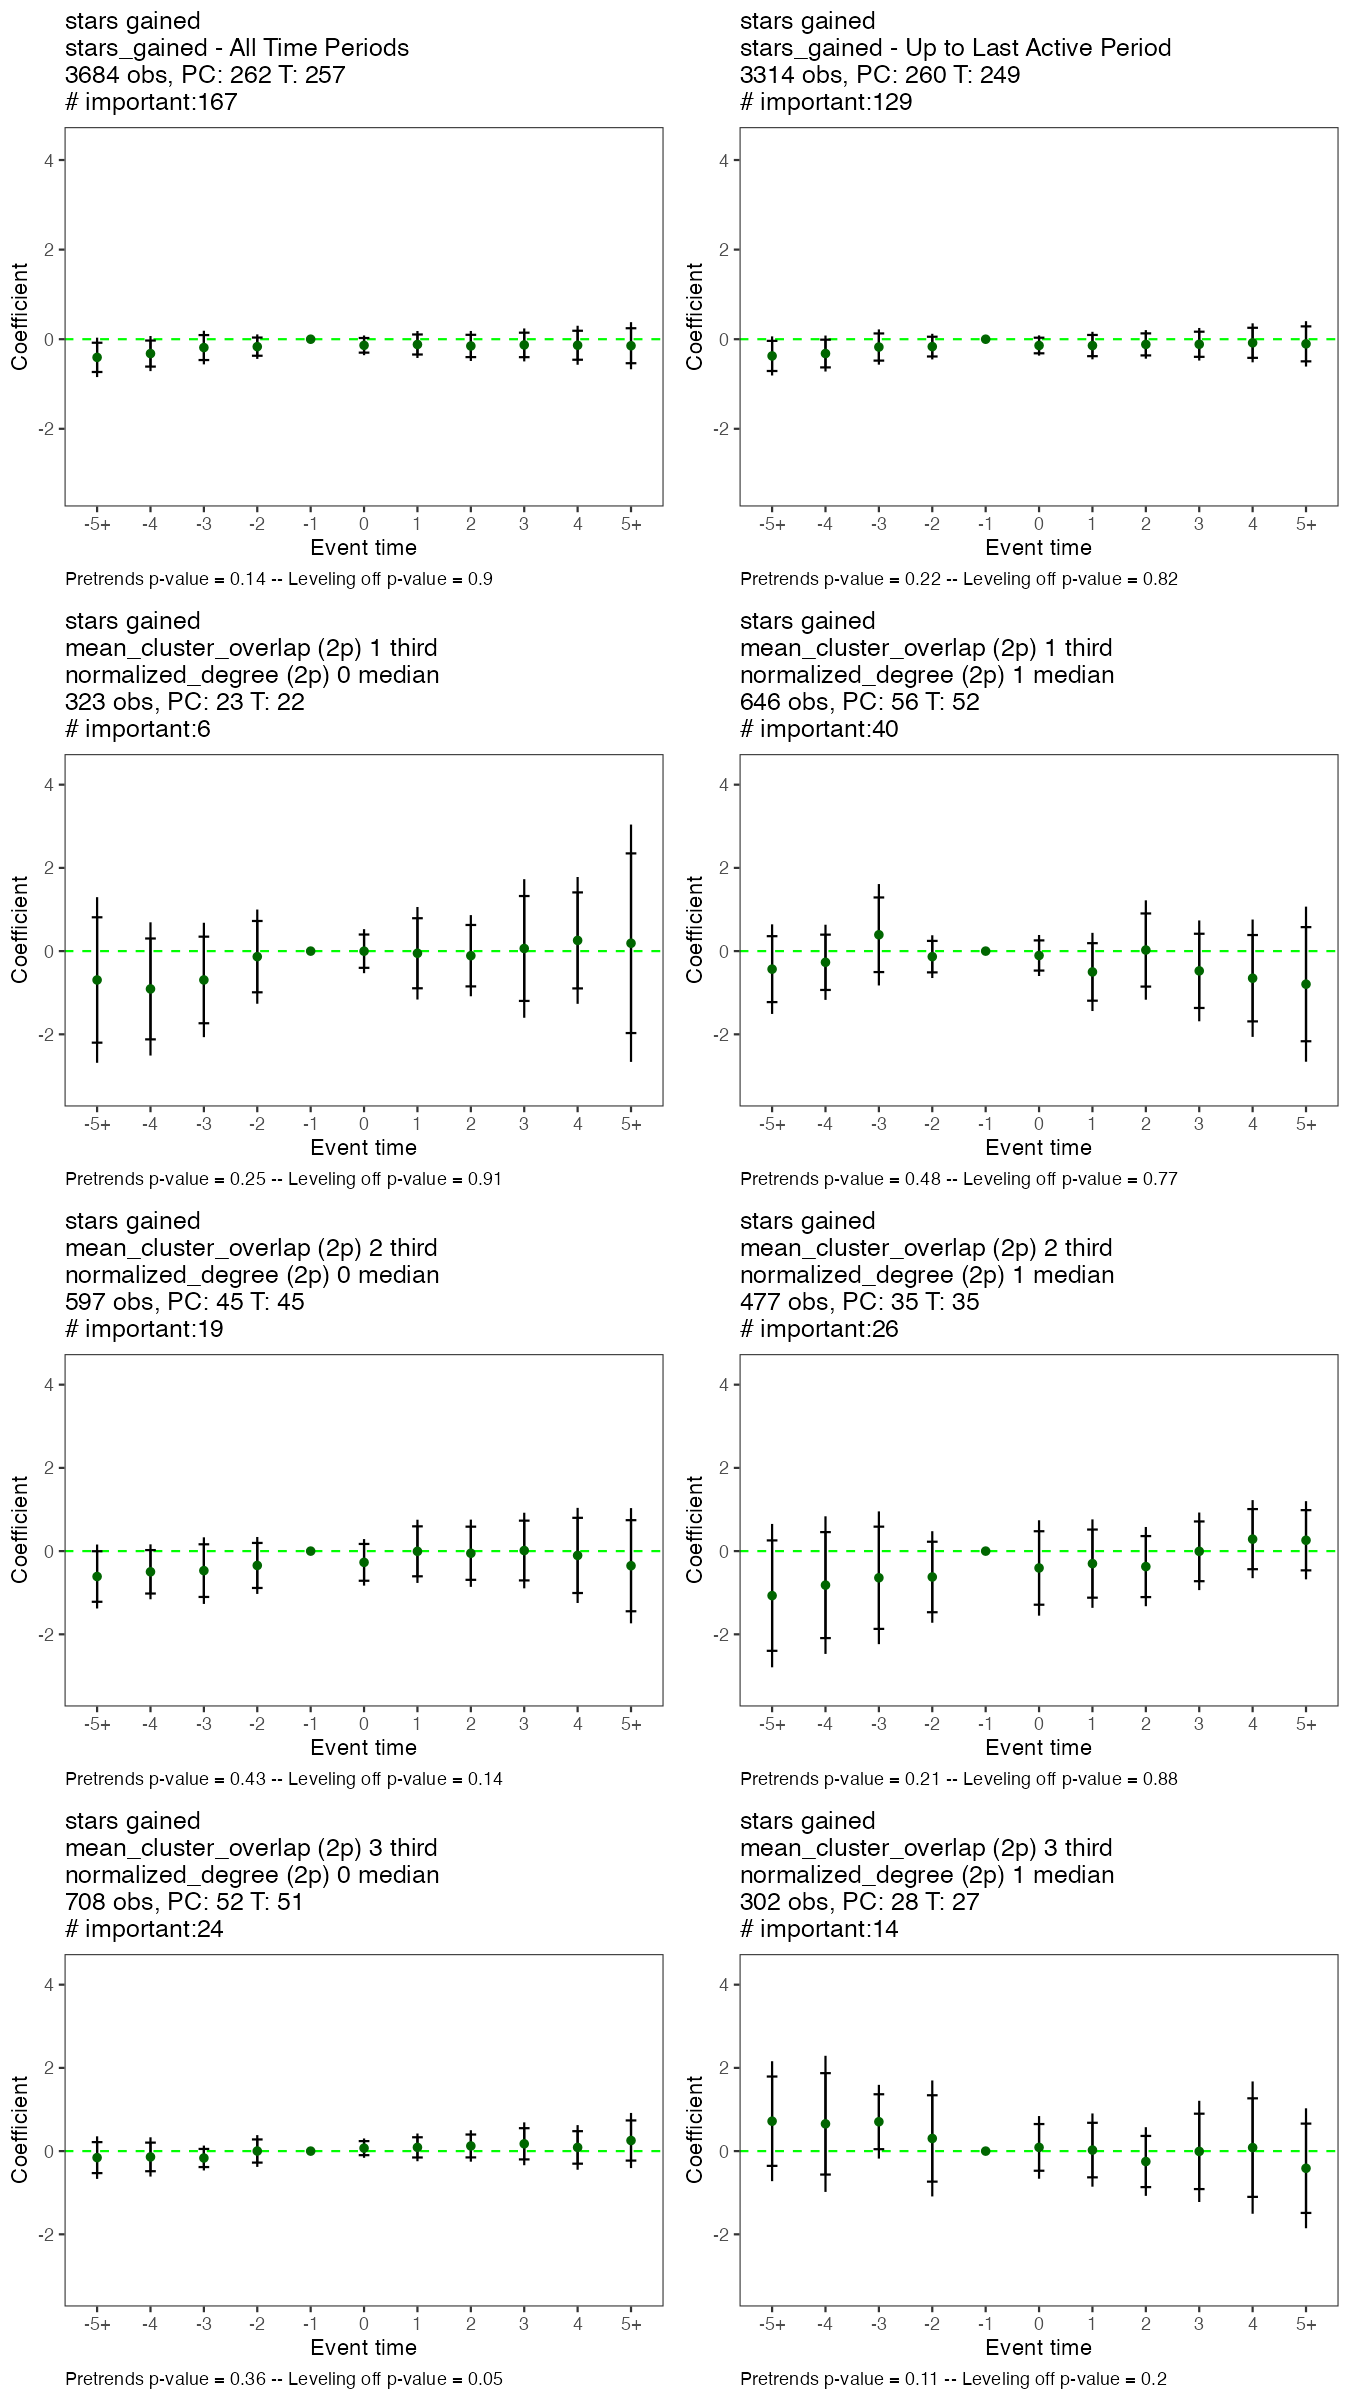 stars gained
stars_gained - All Time Periods
3684 obs, PC: 262 T: 257
# important:167
4
2
0
-2
Coefficient
-5+ -4 -3 -2 -1 0 1 2 3 4 5+
Event time
Pretrends p-value = 0.14 -- Leveling off p-value = 0.9
stars gained
stars_gained - Up to Last Active Period
3314 obs, PC: 260 T: 249
# important:129
4
2
0
-2
Coefficient
-5+ -4 -3 -2 -1 0 1 2 3 4 5+
Event time
Pretrends p-value = 0.22 -- Leveling off p-value = 0.82
stars gained
mean_cluster_overlap (2p) 1 third
normalized_degree (2p) 0 median
323 obs, PC: 23 T: 22
# important:6
4
2
0
-2
Coefficient
-5+ -4 -3 -2 -1 0 1 2 3 4 5+
Event time
Pretrends p-value = 0.25 -- Leveling off p-value = 0.91
stars gained
mean_cluster_overlap (2p) 1 third
normalized_degree (2p) 1 median
646 obs, PC: 56 T: 52
# important:40
4
2
0
-2
Coefficient
-5+ -4 -3 -2 -1 0 1 2 3 4 5+
Event time
Pretrends p-value = 0.48 -- Leveling off p-value = 0.77
stars gained
mean_cluster_overlap (2p) 2 third
normalized_degree (2p) 0 median
597 obs, PC: 45 T: 45
# important:19
4
2
0
-2
Coefficient
-5+ -4 -3 -2 -1 0 1 2 3 4 5+
Event time
Pretrends p-value = 0.43 -- Leveling off p-value = 0.14
stars gained
mean_cluster_overlap (2p) 2 third
normalized_degree (2p) 1 median
477 obs, PC: 35 T: 35
# important:26
4
2
0
-2
Coefficient
-5+ -4 -3 -2 -1 0 1 2 3 4 5+
Event time
Pretrends p-value = 0.21 -- Leveling off p-value = 0.88
stars gained
mean_cluster_overlap (2p) 3 third
normalized_degree (2p) 0 median
708 obs, PC: 52 T: 51
# important:24
4
2
0
-2
Coefficient
-5+ -4 -3 -2 -1 0 1 2 3 4 5+
Event time
Pretrends p-value = 0.36 -- Leveling off p-value = 0.05
stars gained
mean_cluster_overlap (2p) 3 third
normalized_degree (2p) 1 median
302 obs, PC: 28 T: 27
# important:14
4
2
0
-2
Coefficient
-5+ -4 -3 -2 -1 0 1 2 3 4 5+
Event time
Pretrends p-value = 0.11 -- Leveling off p-value = 0.2